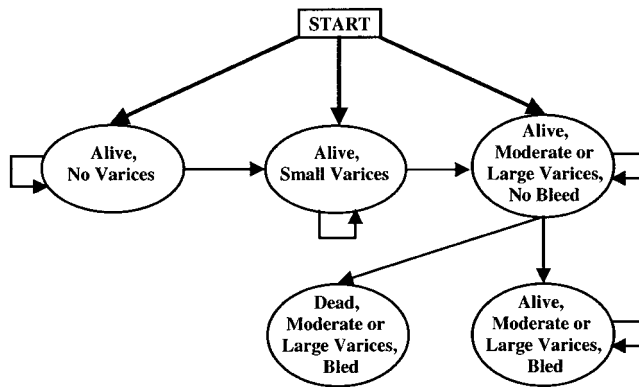 START
Alive,
No Varices
Alive,
Small Varices
Alive,
Moderate or
Large Varices,
No Bleed
Dead,
Moderate or
Large Varices,
Bled
Alive,
Moderate or
Large Varices,
Bled